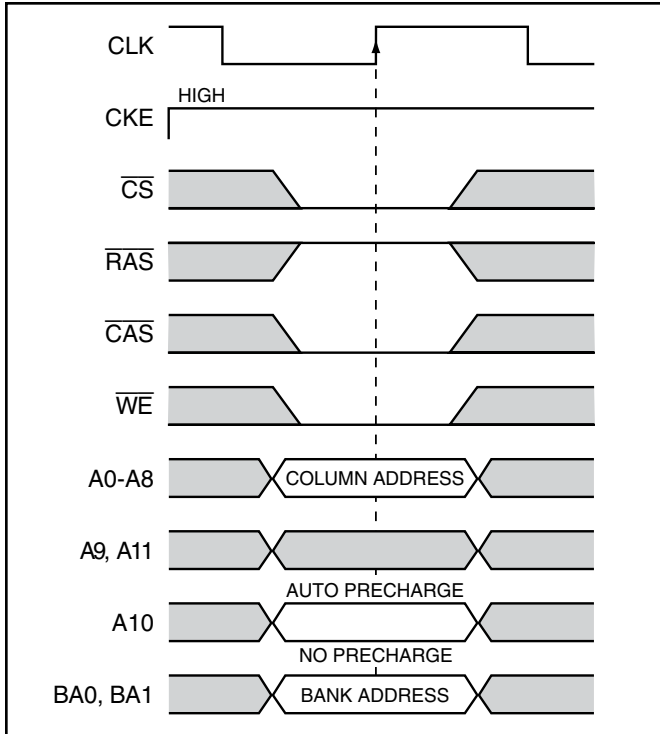 CLK
HIGH
CKE
CS
RAS
CAS
WE
A0-A8 COLUMN ADDRESS
A9, A11
AUTO PRECHARGE
A10
NO PRECHARGE
BA0, BA1 BANK ADDRESS